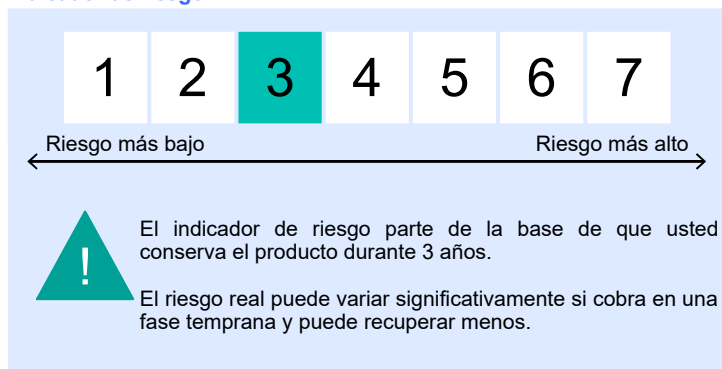 1 2 3 4 5 6 7
Riesgo más bajo Riesgo más alto
!
El indicador de riesgo parte de la base de que usted
conserva el producto durante 3 años.
El riesgo real puede variar significativamente si cobra en una
fase temprana y puede recuperar menos.